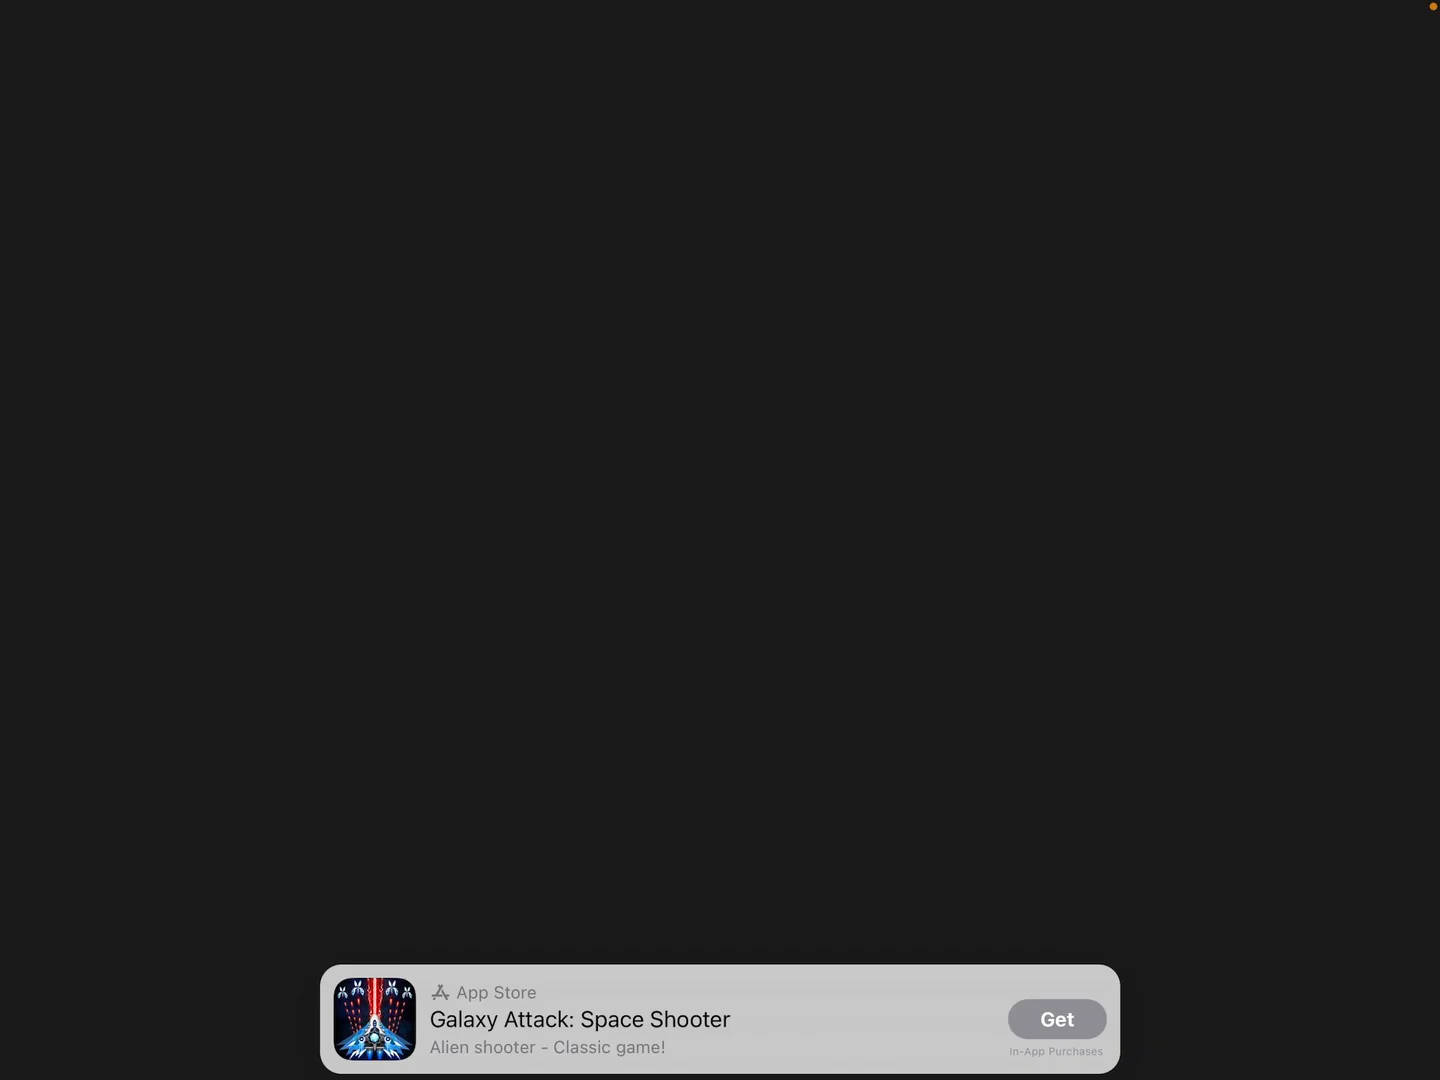 App Store
Galaxy Attack: Space Shooter
Alien shooter - Classic game!
Get
In-App Purchases